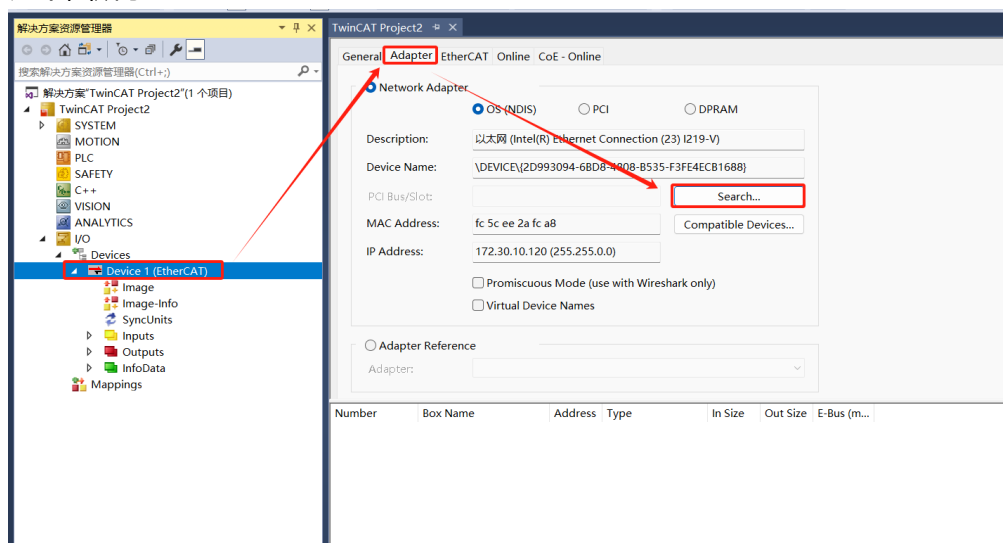 解决方案资源管理器
TwinCAT Project2
General Adapter EtherCAT Online CoE - Online
搜索解决方案资源管理器(Ctrl+;)
解决方案"TwinCAT Project2"(1 个项目)
TwinCAT Project2
SYSTEM
MOTION
PLC
SAFETY
C++
VISION
ANALYTICS
I/O
Devices
Device 1 (EtherCAT)
Image
Image-Info
SyncUnits
Inputs
Outputs
InfoData
Mappings
Network Adapter
OS (NDIS) PCI DPRAM
Description: 以太网 (Intel(R) Ethernet Connection (23) I219-V)
Device Name: \DEVICE\{2D993094-6BD8-4808-B535-F3FE4ECB1688}
PCI Bus/Slot: Search...
MAC Address: fc 5c ee 2a fc a8 Compatible Devices...
IP Address: 172.30.10.120 (255.255.0.0)
Promiscuous Mode (use with Wireshark only)
Virtual Device Names
Adapter Reference
Adapter:
Number Box Name Address Type In Size Out Size E-Bus (m...